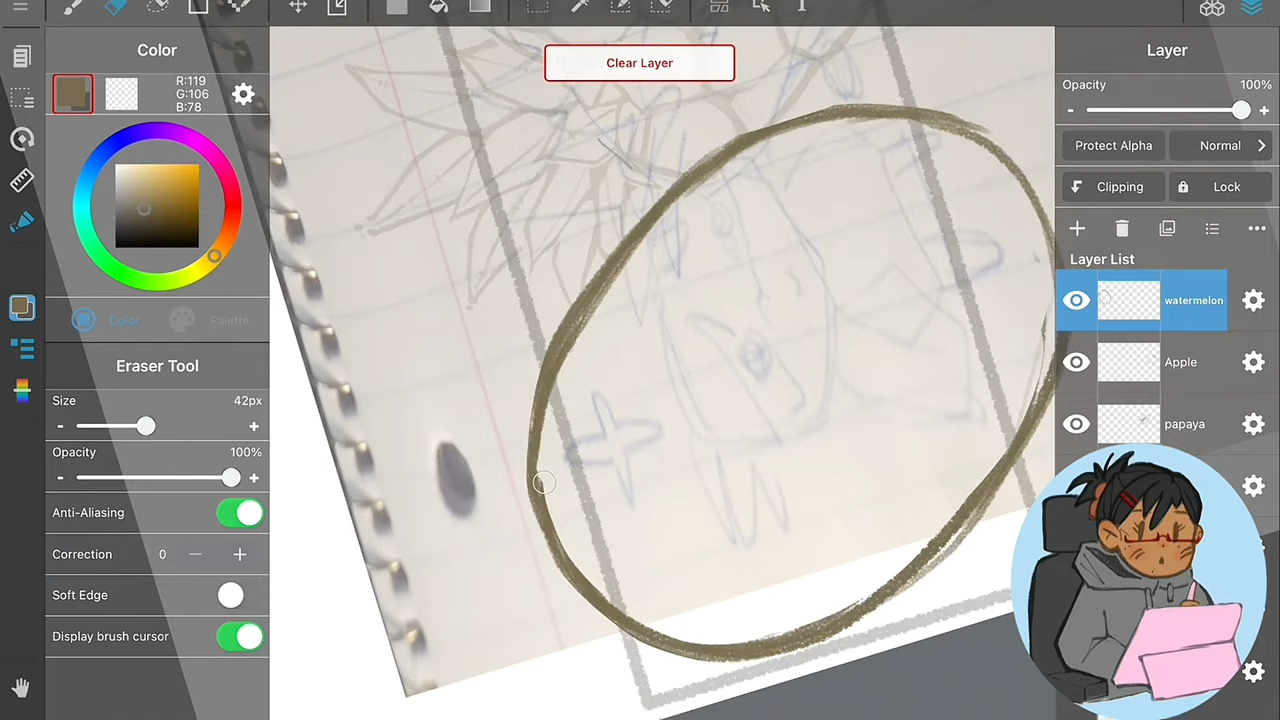 Color
Clear Layer
Layer
R:119
G:106
B:78
Opacity 100%
- +
Protect Alpha Normal
Clipping Lock
Layer List
watermelon
Apple
papaya
Color Palette
Eraser Tool
Size 42px
- +
Opacity 100%
- +
Anti-Aliasing
Correction 0 - +
Soft Edge
Display brush cursor